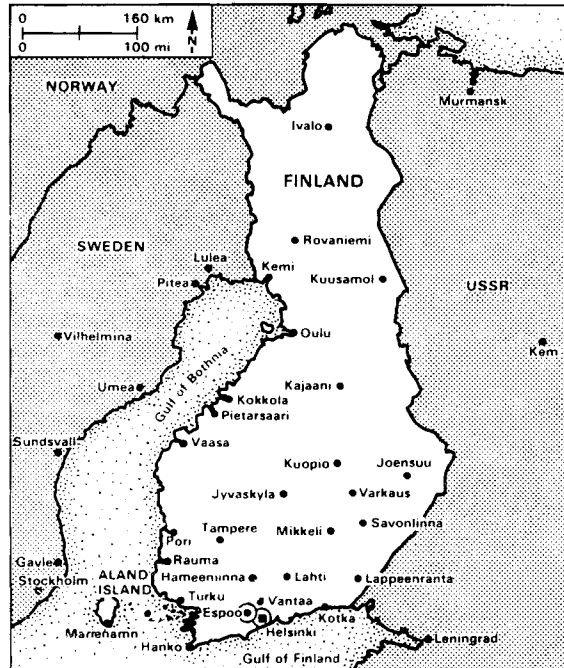 0 160 km
0 100 mi
N
NORWAY
Murmansk
Ivalo
FINLAND
SWEDEN
Rovaniemi
Lulea
Kemi
Pitea
Kuusamol
USSR
Vilhelmina
Oulu
Kem
Gulf of Bothnia
Umea
Kajaani
Kokkola
Pietarsaari
Sundsvall
Vaasa
Kuopio
Joensuu
Jyvaskyla
Varkaus
Tampere
Savonlinna
Pori
Mikkeli
Gavle
Rauma
Stockholm
ALAND
ISLAND
Hameeninna
Lahti
Lappeenranta
Turku
Vantaa
Espoo
Kotka
Marrenamn
Helsinki
Leningrad
Hanko
Gulf of Finland